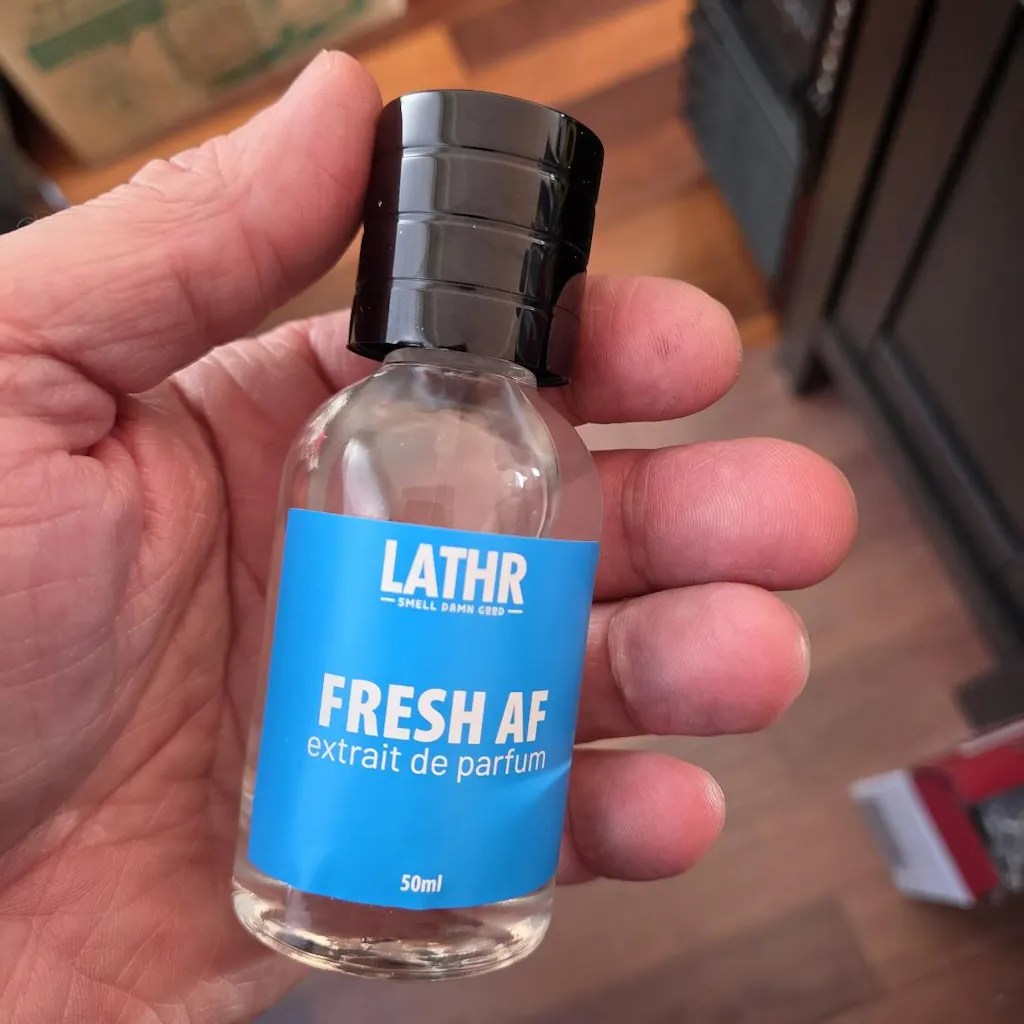 LATHR
SMELL DAMN GOOD
FRESH AF
extrait de parfum
50ml